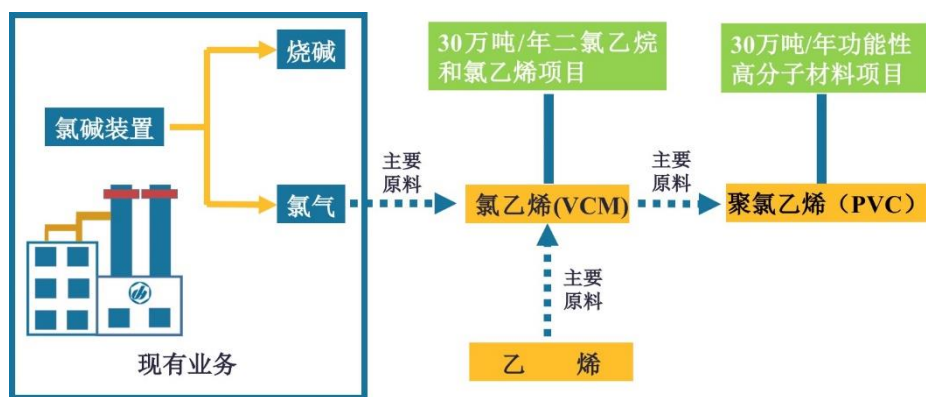 烧碱
氯碱装置
氯气
现有业务
30万吨/年二氯乙烷
和氯乙烯项目
30万吨/年功能性
高分子材料项目
主要
原料
氯乙烯(VCM)
主要
原料
聚氯乙烯（PVC）
主要
原料
乙 烯